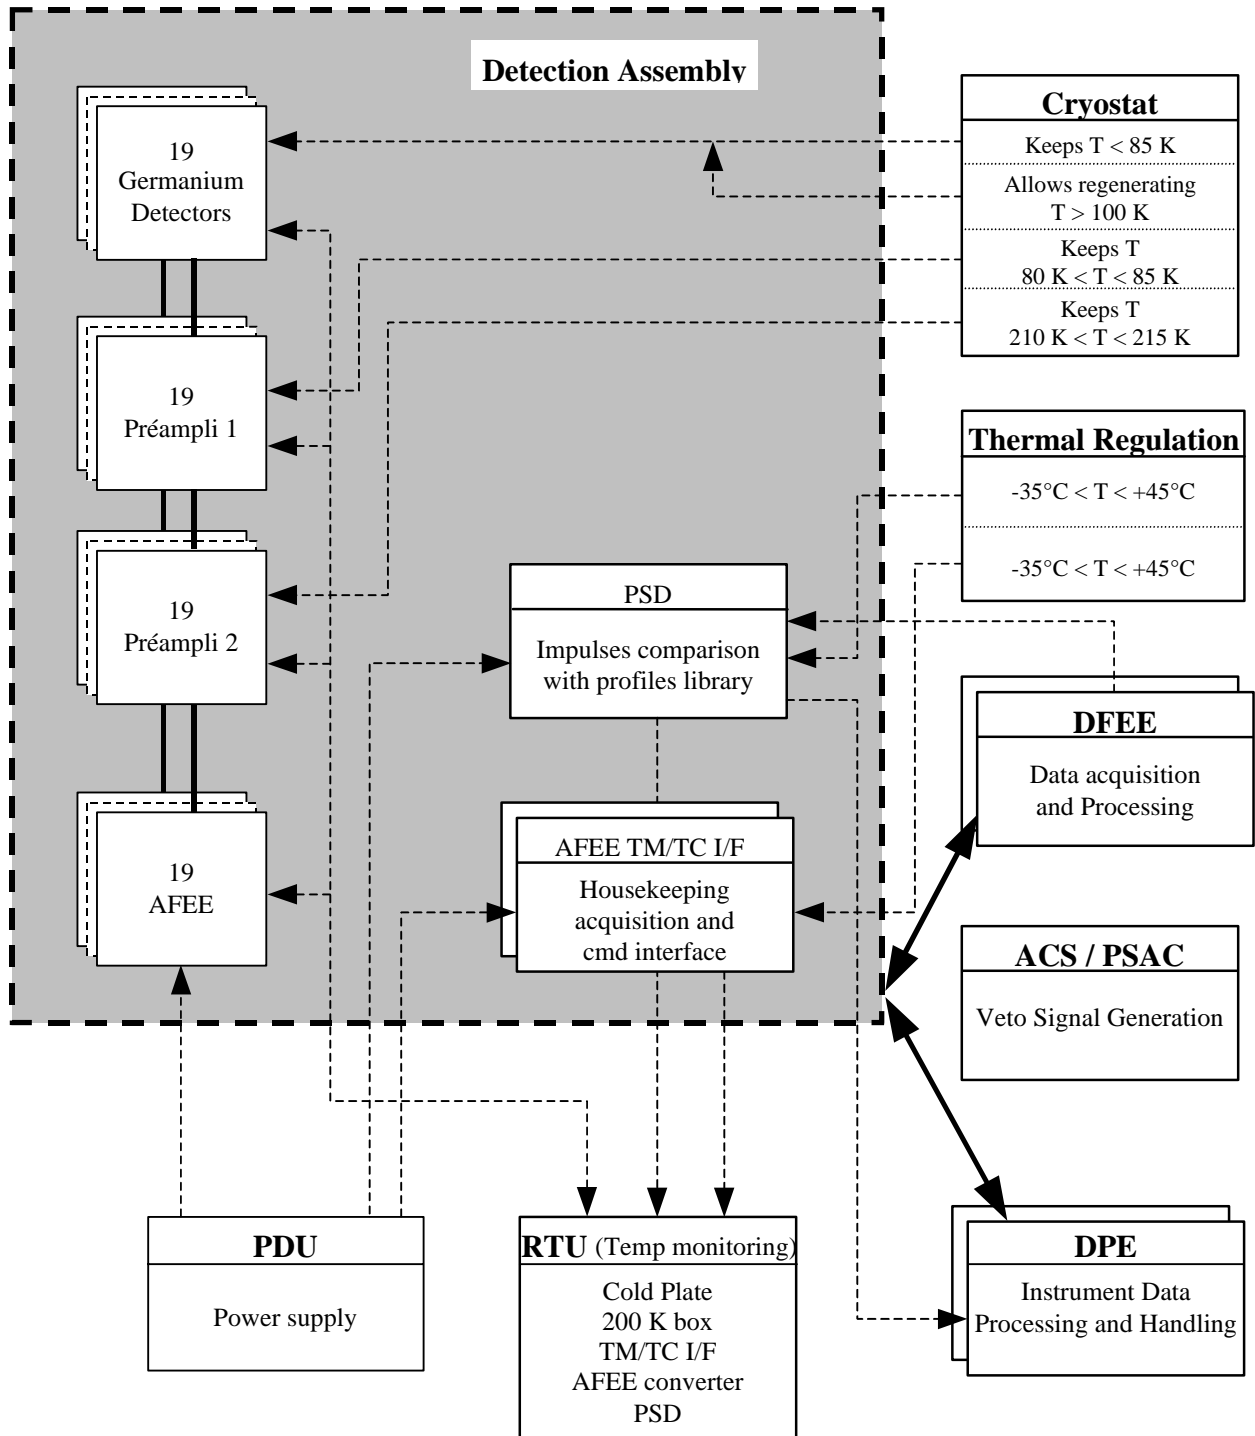 Detection Assembly
19
Germanium
Detectors
19
Préampli 1
19
Préampli 2
19
AFEE
PSD
Impulses comparison
with profiles library
AFEE TM/TC I/F
Housekeeping
acquisition and
cmd interface
Cryostat
Keeps T < 85 K
Allows regenerating
T > 100 K
Keeps T
80 K < T < 85 K
Keeps T
210 K < T < 215 K
Thermal Regulation
-35°C < T < +45°C
-35°C < T < +45°C
DFEE
Data acquisition
and Processing
ACS / PSAC
Veto Signal Generation
PDU
Power supply
RTU (Temp monitoring)
Cold Plate
200 K box
TM/TC I/F
AFEE converter
PSD
DPE
Instrument Data
Processing and Handling